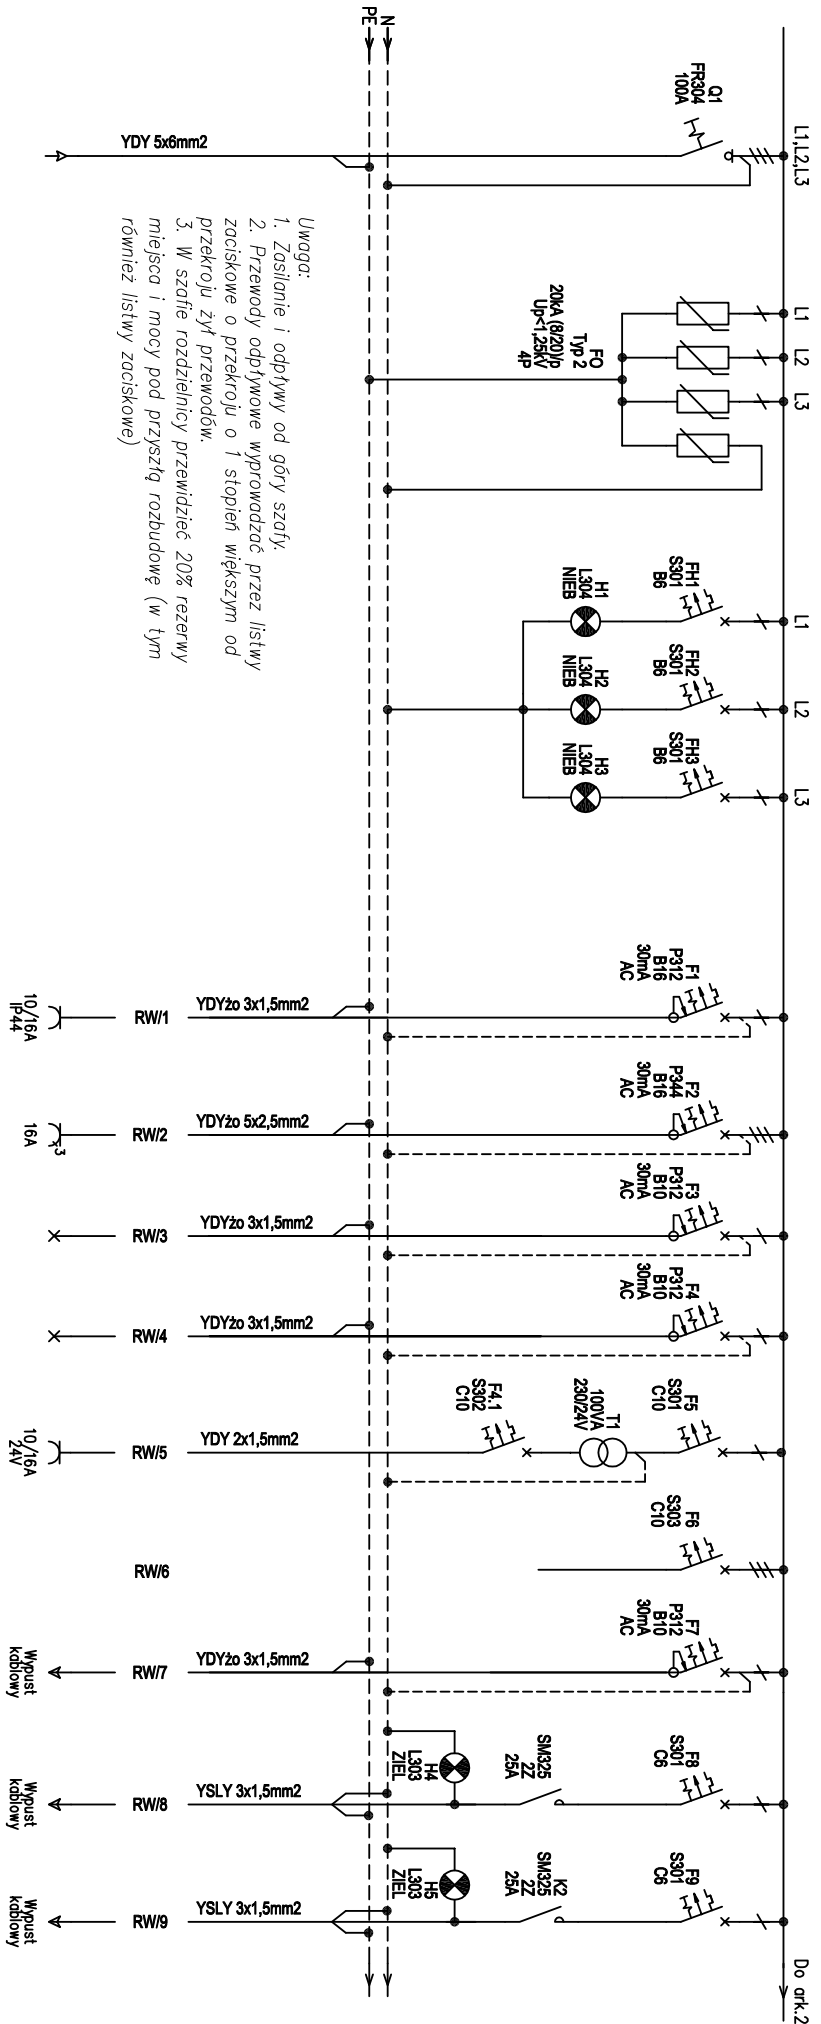 N
PE
L1,L2,L3
Q1
FR304
100A
YDY 5x6mm2
L1
L2
L3
FO
Typ 2
20kA (8/20)/p
Up<1,25kV
4P
L1
L2
L3
FH1
S301
B6
FH2
S301
B6
FH3
S301
B6
H1
L304
NIEB
H2
L304
NIEB
H3
L304
NIEB
Uwaga:
1. Zasilanie i odpływy od góry szafy.
2. Przewody odpływowe wyprowadzać przez listwy
zaciskowe o przekroju o 1 stopień większym od
przekroju żył przewodów.
3. W szafie rozdzielnicy przewidzieć 20% rezerwy
miejsca i mocy pod przyszłą rozbudowę (w tym
również listwy zaciskowe)
F1
P312
B16
30mA
AC
YDYżo 3x1,5mm2
RW/1
10/16A
IP44
F2
P344
B16
30mA
AC
YDYżo 5x2,5mm2
RW/2
3
16A
F3
P312
B10
30mA
AC
YDYżo 3x1,5mm2
RW/3
F4
P312
B10
30mA
AC
YDYżo 3x1,5mm2
RW/4
F5
S301
C10
T1
100VA
230/24V
F4.1
S302
C10
YDY 2x1,5mm2
RW/5
10/16A
24V
F6
S303
C10
RW/6
F7
P312
B10
30mA
AC
YDYżo 3x1,5mm2
RW/7
Wypust
kablowy
F8
S301
C6
SM325
2Z
25A
H4
L303
ZIEL
YSLY 3x1,5mm2
RW/8
Wypust
kablowy
F9
S301
C6
K2
SM325
2Z
25A
H5
L303
ZIEL
YSLY 3x1,5mm2
RW/9
Wypust
kablowy
Do ark.2